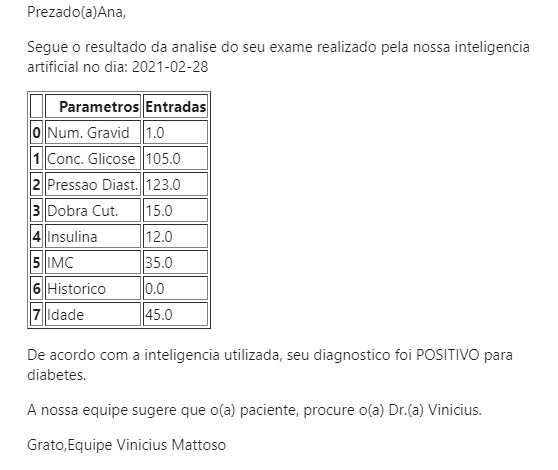 Prezado(a)Ana,
Segue o resultado da analise do seu exame realizado pela nossa inteligencia
artificial no dia: 2021-02-28
Parametros Entradas
0 Num. Gravid 1.0
1 Conc. Glicose 105.0
2 Pressao Diast. 123.0
3 Dobra Cut. 15.0
4 Insulina 12.0
5 IMC 35.0
6 Historico 0.0
7 Idade 45.0
De acordo com a inteligencia utilizada, seu diagnostico foi POSITIVO para
diabetes.
A nossa equipe sugere que o(a) paciente, procure o(a) Dr.(a) Vinicius.
Grato,Equipe Vinicius Mattoso